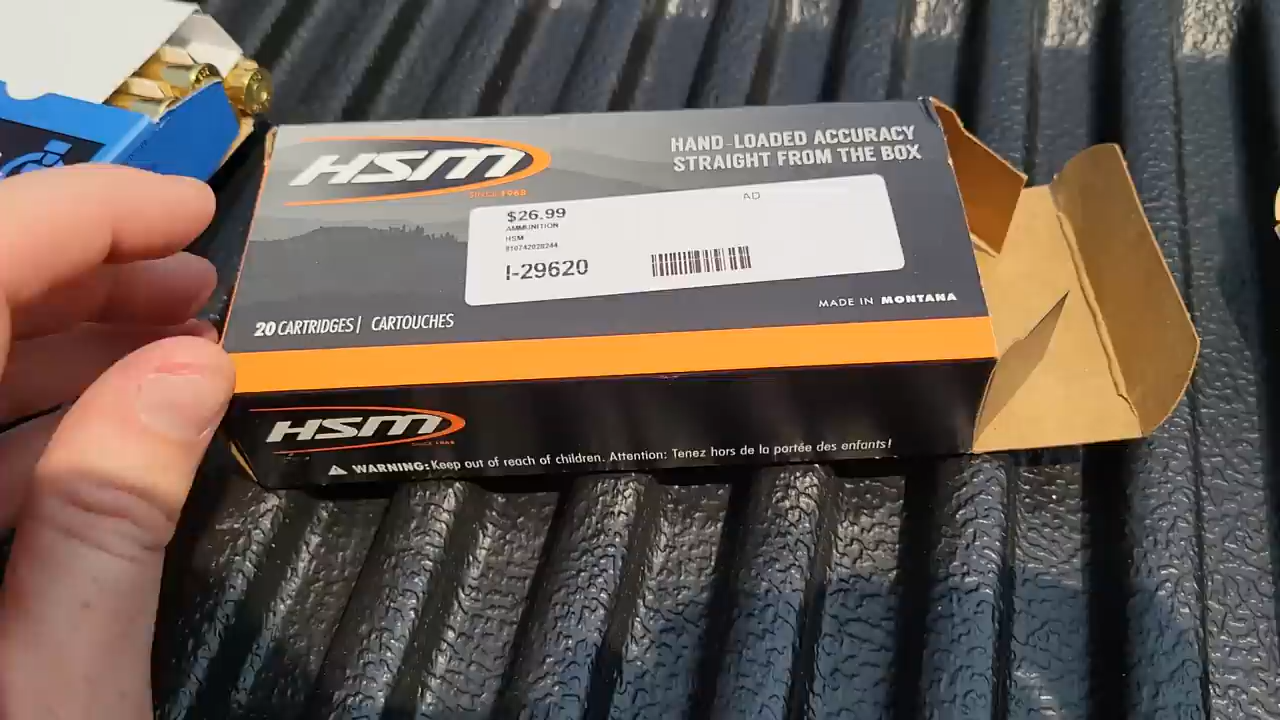 HSM
SINCE 1968
HAND-LOADED ACCURACY
STRAIGHT FROM THE BOX
AD
$26.99
AMMUNITION
HSM
I-29620
20 CARTRIDGES | CARTOUCHES
MADE IN MONTANA
HSM
SINCE 1968
WARNING: Keep out of reach of children. Attention: Tenez hors de la portée des enfants!